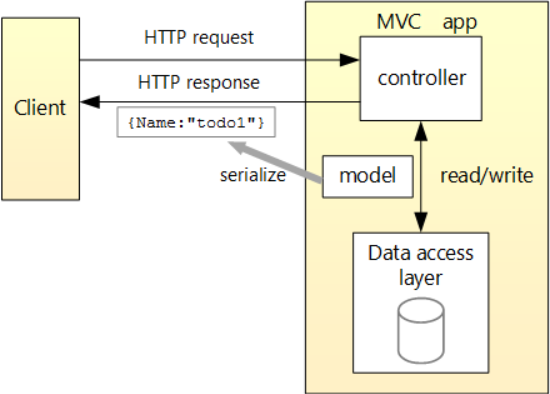 MVC app
HTTP request
controller
HTTP response
Client
{Name:"todo1"}
serialize
model
read/write
Data access
layer